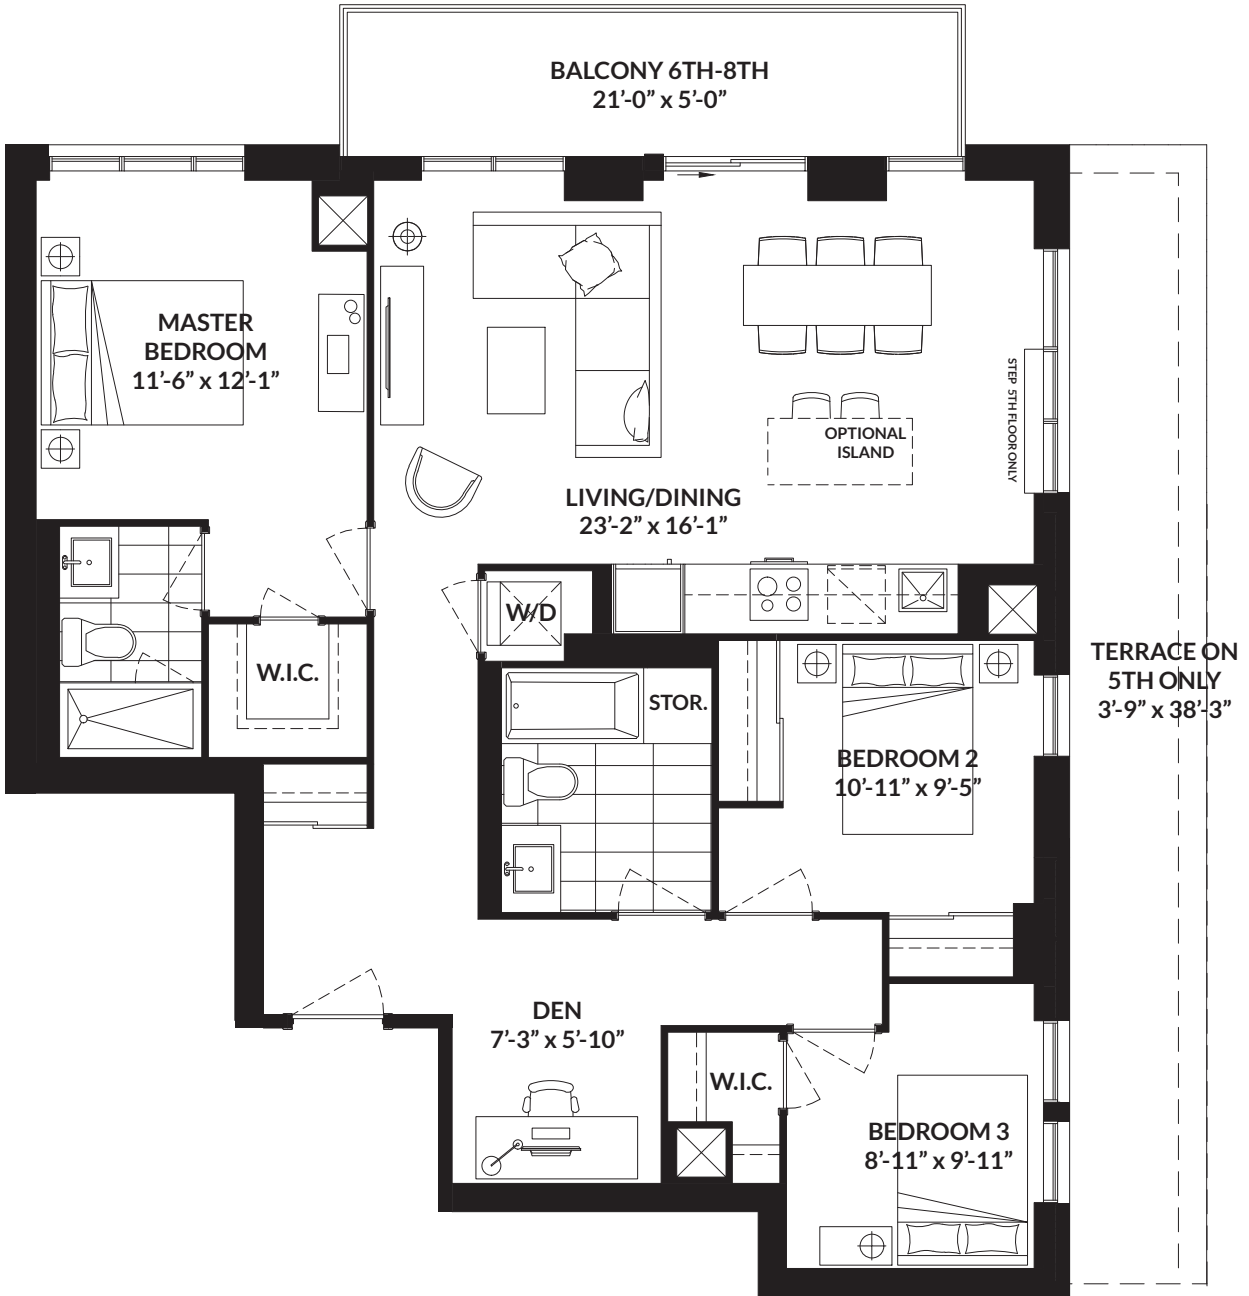 BALCONY 6TH-8TH
21’-0” x 5’-0”
MASTER
BEDROOM
11’-6” x 12’-1”
STEP 5TH FLOOR ONLY
OPTIONAL
ISLAND
LIVING/DINING
23’-2” x 16’-1”
W/D
W.I.C.
STOR.
TERRACE ON
5TH ONLY
3’-9” x 38’-3”
BEDROOM 2
10’-11” x 9’-5”
DEN
7’-3” x 5’-10”
W.I.C.
BEDROOM 3
8’-11” x 9’-11”